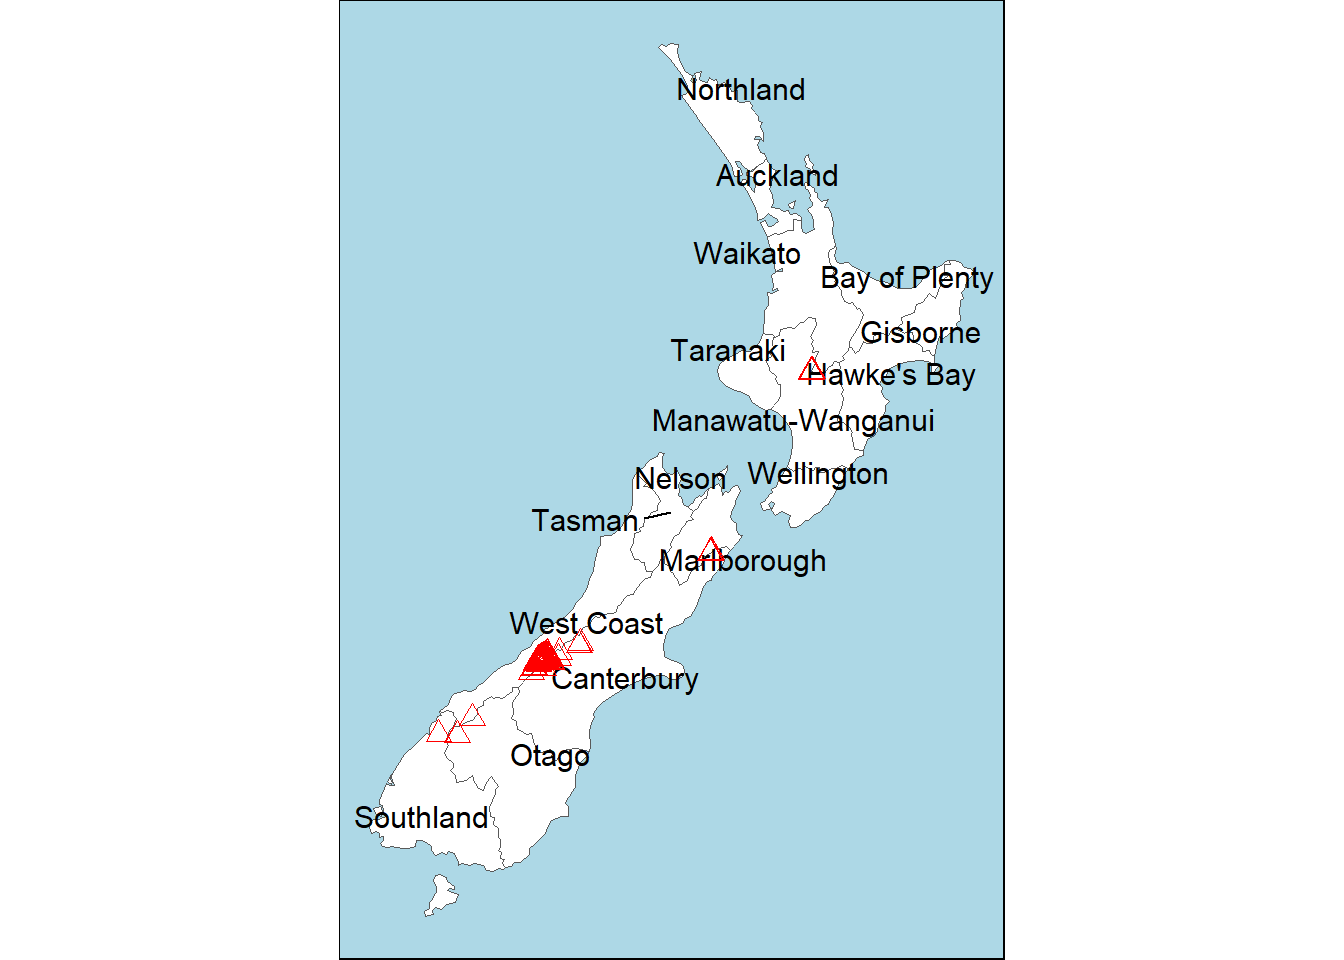 Northland
Auckland
Waikato
Bay of Plenty
Gisborne
Taranaki
Hawke's Bay
Manawatu-Wanganui
Wellington
Nelson
Tasman
Marlborough
West Coast
Canterbury
Otago
Southland